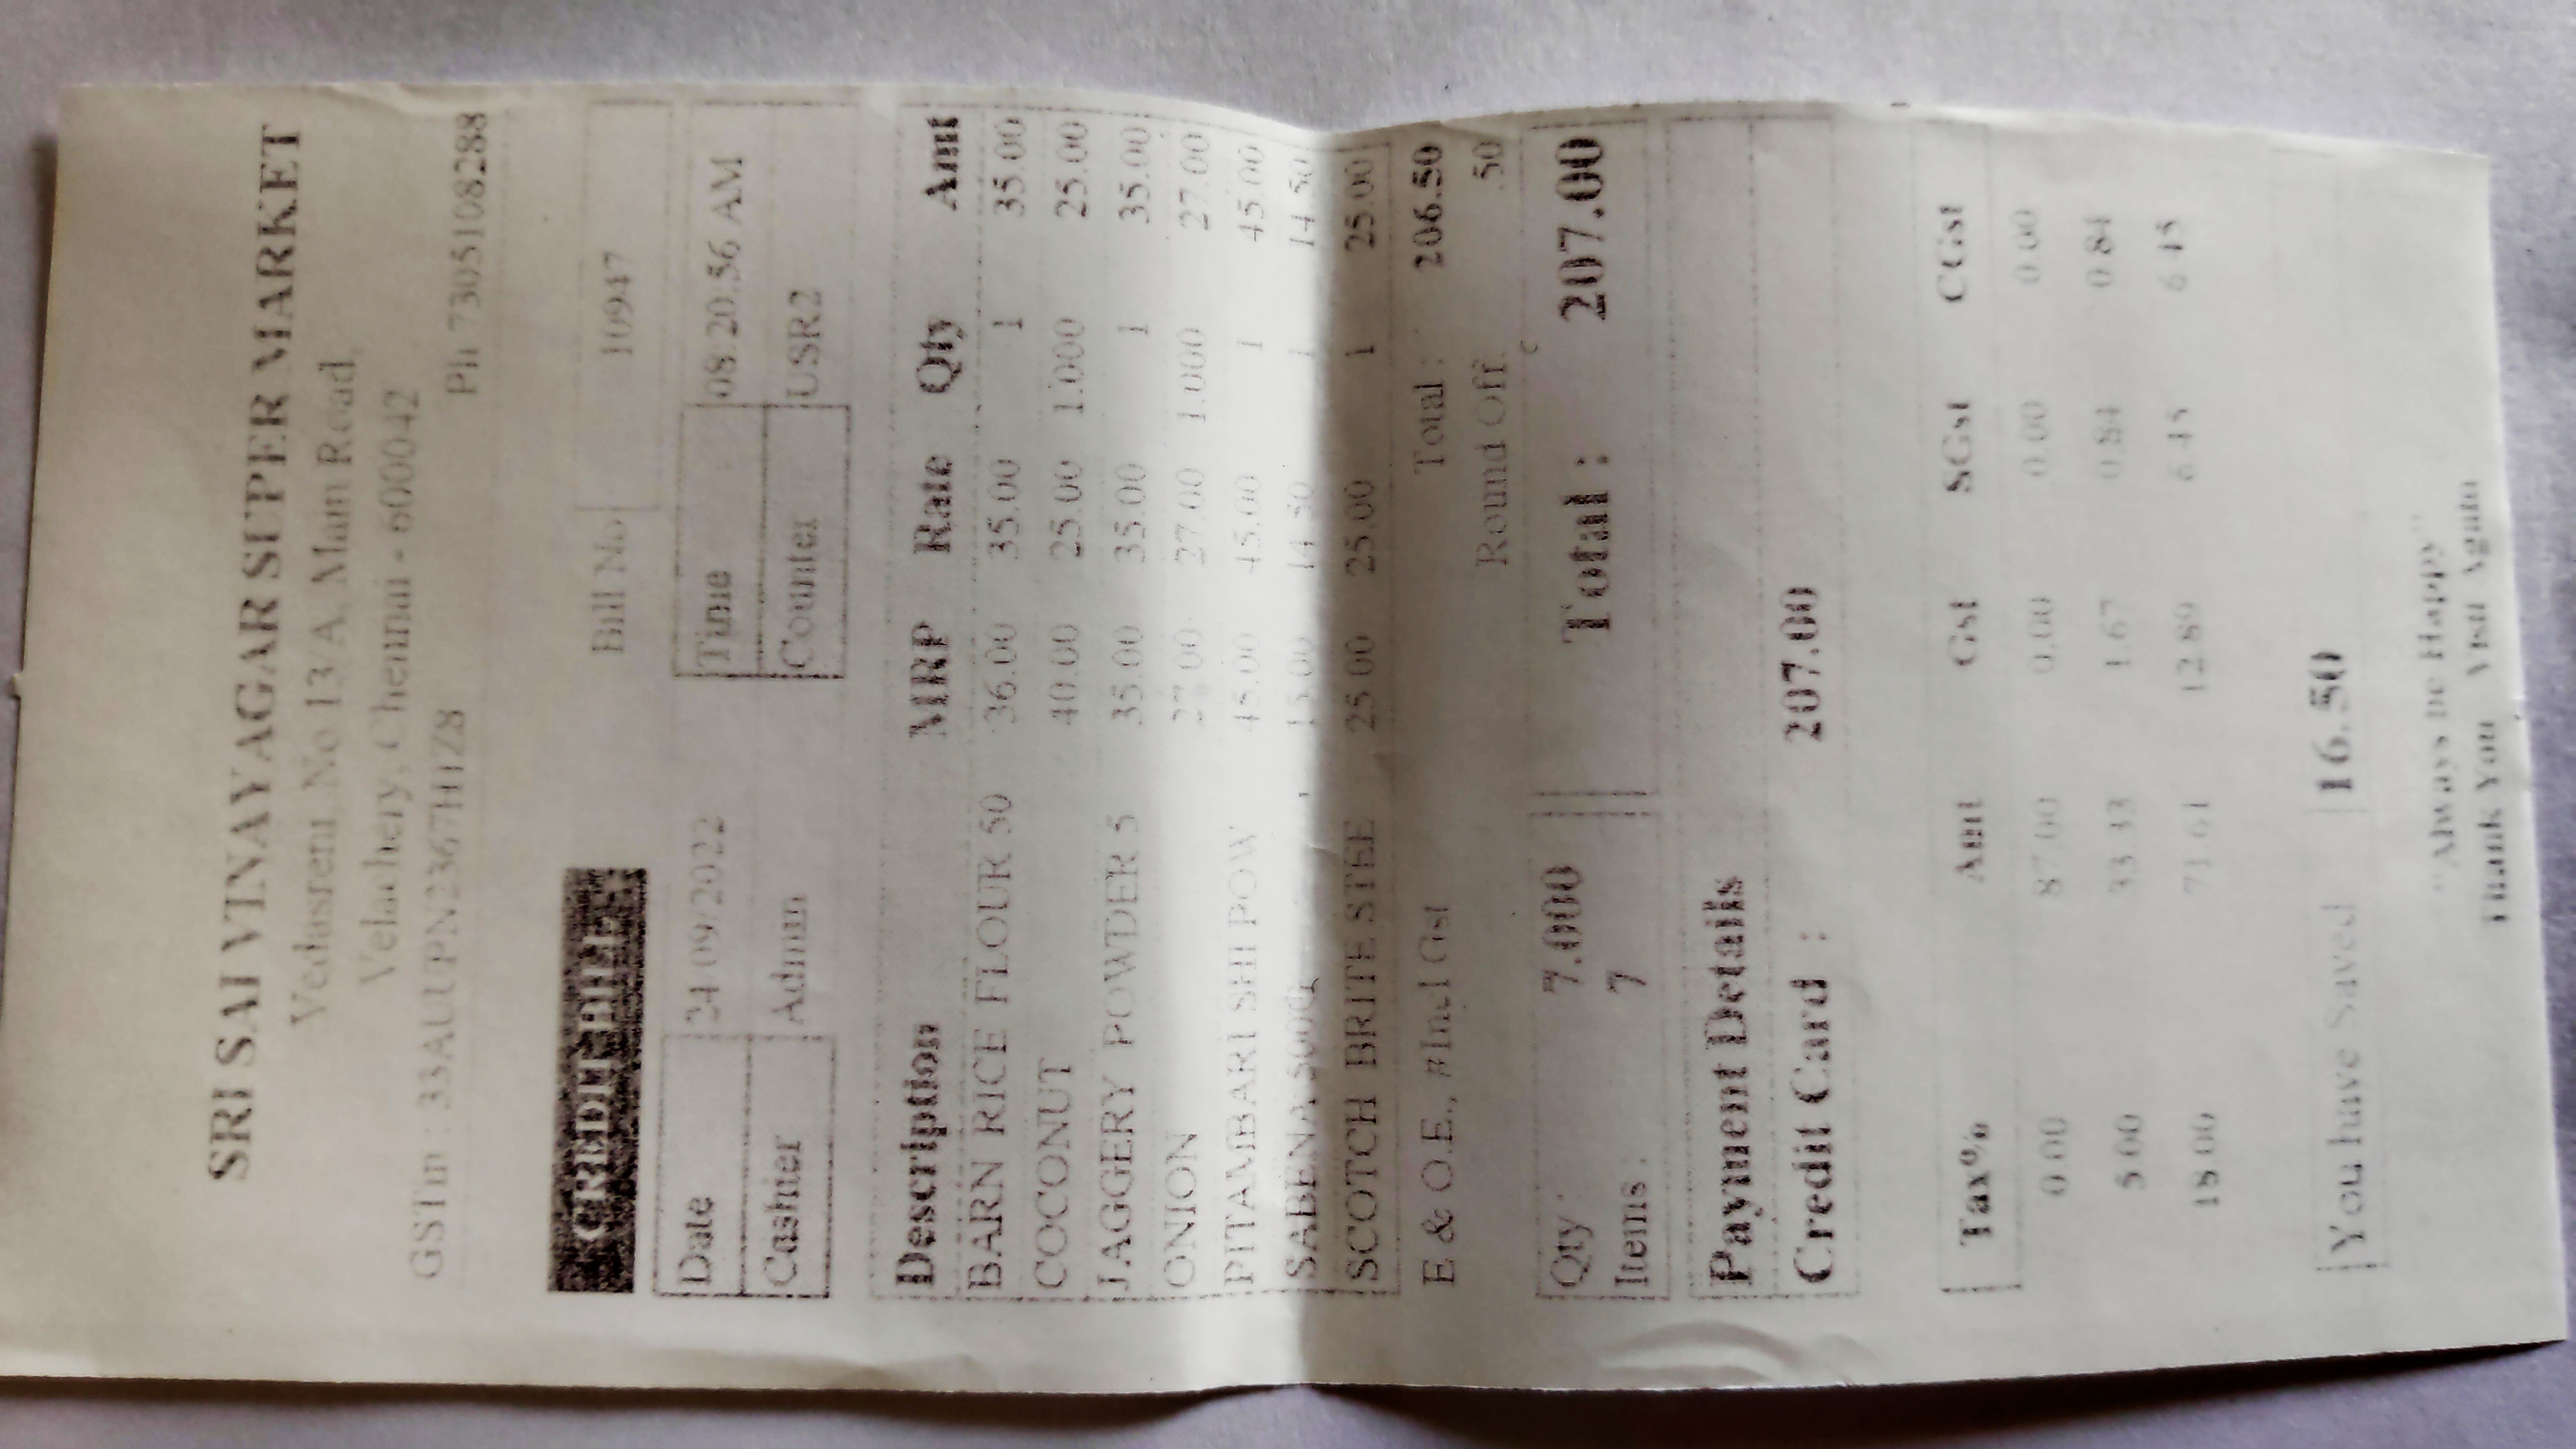 SRI SAI VINAYAGAR SUPER MARKET
Vedasreni, No 13/A, Main Road,
Velachery, Chennai - 600042
GSTin : 33AUUPN2367H1Z8 Ph 7305108288
CREDIT BILL Bill No 10947
Date 24/09/2022 Time 08:20:56 AM
Cashier Admin Counter USR2
Description MRP Rate Qty Amt
BARN RICE FLOUR 50 36.00 35.00 1 35.00
COCONUT 40.00 25.00 1.000 25.00
JAGGERY POWDER 5 35.00 35.00 1 35.00
ONION 27.00 27.00 1.000 27.00
PITAMBARI SHI POW 45.00 45.00 1 45.00
SABENA 500G 15.00 14.50 1 14.50
SCOTCH BRITE STEE 25.00 25.00 1 25.00
E & O.E., #Incl Gst Total : 206.50
Round Off. .50
Qty : 7.000
Items : 7
Total : 207.00
Payment Details
Credit Card : 207.00
Tax% Amt Gst SGst CGst
0.00 87.00 0.00 0.00 0.00
5.00 33.33 1.67 0.84 0.84
18.00 71.61 12.89 6.45 6.45
You have Saved 16.50
"Always be Happy"
Thank You Visit Again